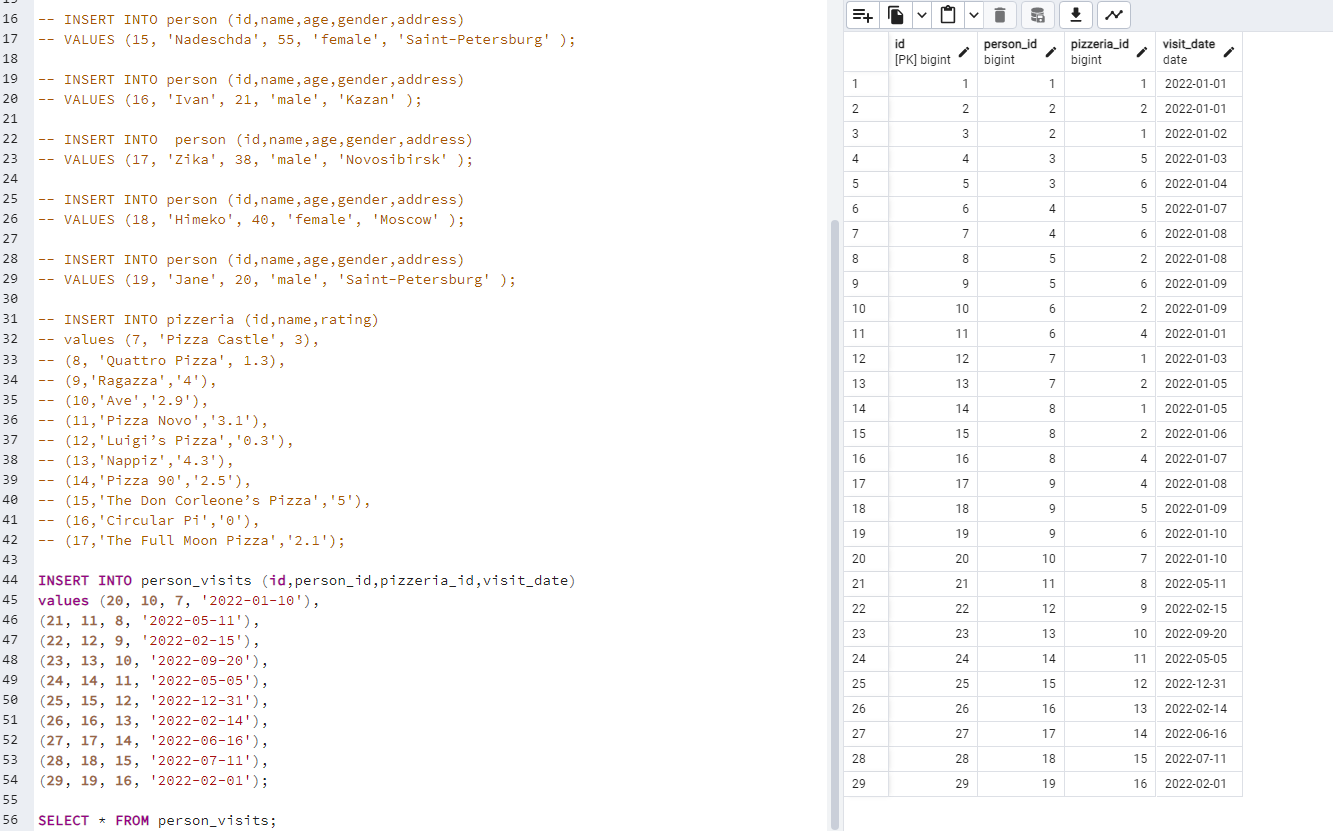 16 -- INSERT INTO person (id,name,age,gender,address)
17 -- VALUES (15, 'Nadeschda', 55, 'female', 'Saint-Petersburg' );
18
19 -- INSERT INTO person (id,name,age,gender,address)
20 -- VALUES (16, 'Ivan', 21, 'male', 'Kazan' );
21
22 -- INSERT INTO  person (id,name,age,gender,address)
23 -- VALUES (17, 'Zika', 38, 'male', 'Novosibirsk' );
24
25 -- INSERT INTO person (id,name,age,gender,address)
26 -- VALUES (18, 'Himeko', 40, 'female', 'Moscow' );
27
28 -- INSERT INTO person (id,name,age,gender,address)
29 -- VALUES (19, 'Jane', 20, 'male', 'Saint-Petersburg' );
30
31 -- INSERT INTO pizzeria (id,name,rating)
32 -- values (7, 'Pizza Castle', 3),
33 -- (8, 'Quattro Pizza', 1.3),
34 -- (9,'Ragazza','4'),
35 -- (10,'Ave','2.9'),
36 -- (11,'Pizza Novo','3.1'),
37 -- (12,'Luigi’s Pizza','0.3'),
38 -- (13,'Nappiz','4.3'),
39 -- (14,'Pizza 90','2.5'),
40 -- (15,'The Don Corleone’s Pizza','5'),
41 -- (16,'Circular Pi','0'),
42 -- (17,'The Full Moon Pizza','2.1');
43
44 INSERT INTO person_visits (id,person_id,pizzeria_id,visit_date)
45 values (20, 10, 7, '2022-01-10'),
46 (21, 11, 8, '2022-05-11'),
47 (22, 12, 9, '2022-02-15'),
48 (23, 13, 10, '2022-09-20'),
49 (24, 14, 11, '2022-05-05'),
50 (25, 15, 12, '2022-12-31'),
51 (26, 16, 13, '2022-02-14'),
52 (27, 17, 14, '2022-06-16'),
53 (28, 18, 15, '2022-07-11'),
54 (29, 19, 16, '2022-02-01');
55
56 SELECT * FROM person_visits;
id person_id pizzeria_id visit_date
[PK] bigint bigint bigint date
1 1 1 1 2022-01-01
2 2 2 2 2022-01-01
3 3 2 1 2022-01-02
4 4 3 5 2022-01-03
5 5 3 6 2022-01-04
6 6 4 5 2022-01-07
7 7 4 6 2022-01-08
8 8 5 2 2022-01-08
9 9 5 6 2022-01-09
10 10 6 2 2022-01-09
11 11 6 4 2022-01-01
12 12 7 1 2022-01-03
13 13 7 2 2022-01-05
14 14 8 1 2022-01-05
15 15 8 2 2022-01-06
16 16 8 4 2022-01-07
17 17 9 4 2022-01-08
18 18 9 5 2022-01-09
19 19 9 6 2022-01-10
20 20 10 7 2022-01-10
21 21 11 8 2022-05-11
22 22 12 9 2022-02-15
23 23 13 10 2022-09-20
24 24 14 11 2022-05-05
25 25 15 12 2022-12-31
26 26 16 13 2022-02-14
27 27 17 14 2022-06-16
28 28 18 15 2022-07-11
29 29 19 16 2022-02-01